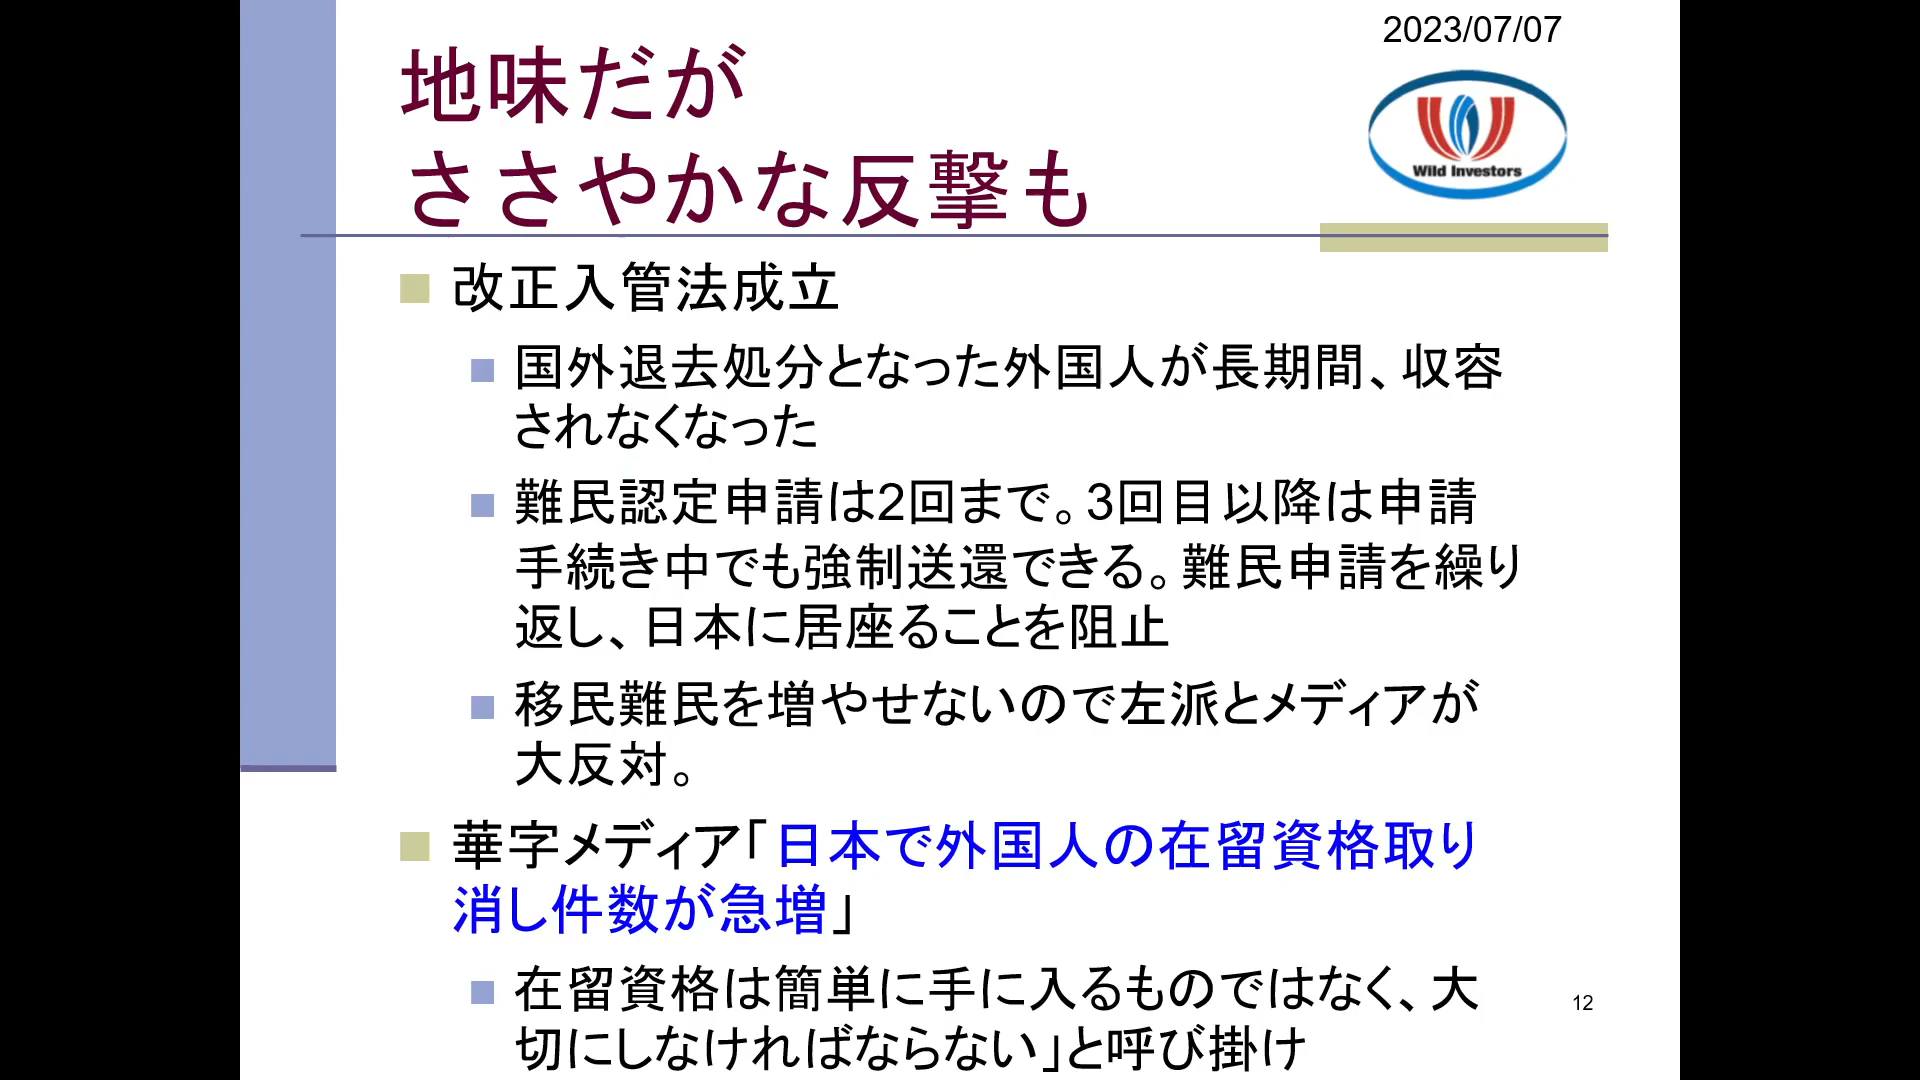 2023/07/07
地味だが
ささやかな反撃も
Wild Investors
改正入管法成立
国外退去処分となった外国人が長期間、収容
されなくなった
難民認定申請は2回まで。3回目以降は申請
手続き中でも強制送還できる。難民申請を繰り
返し、日本に居座ることを阻止
移民難民を増やせないので左派とメディアが
大反対。
華字メディア「日本で外国人の在留資格取り
消し件数が急増」
在留資格は簡単に手に入るものではなく、大
切にしなければならない」と呼び掛け
12